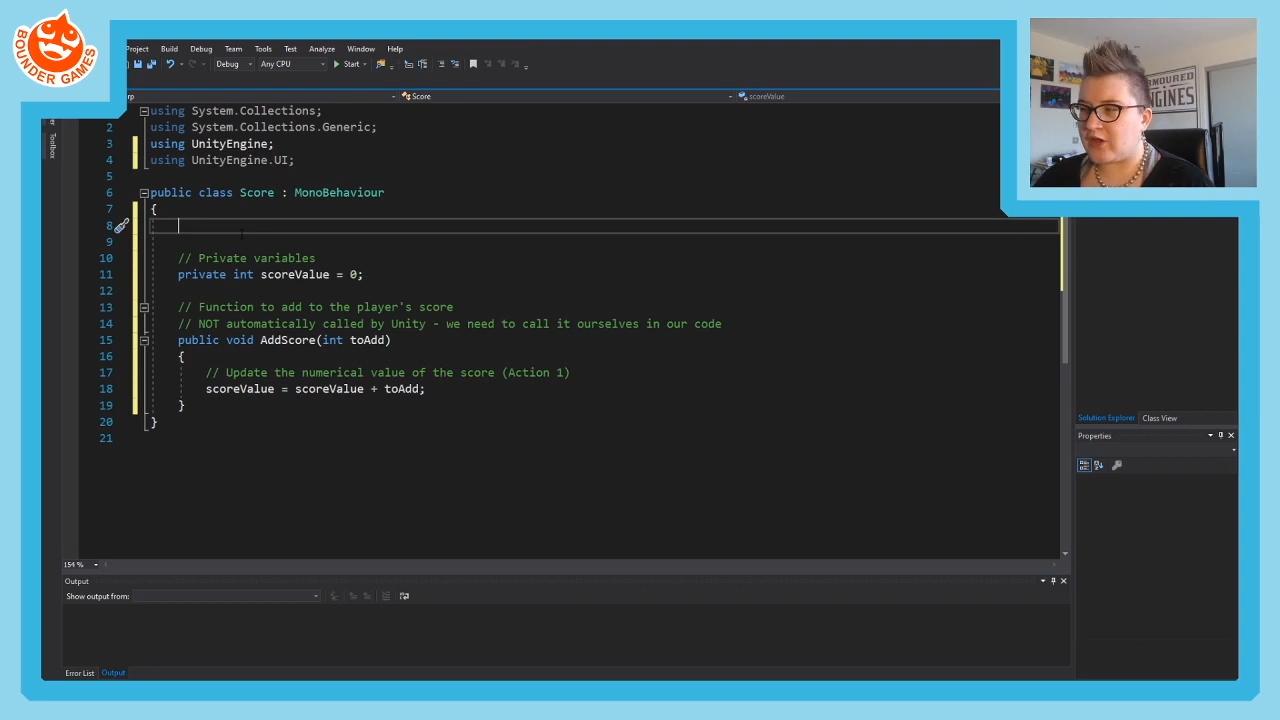 BOUNDER GAMES
Project Build Debug Team Tools Test Analyze Window Help
Debug Any CPU Start
rp Score scoreValue
Toolbox
using System.Collections;
2 using System.Collections.Generic;
3 using UnityEngine;
4 using UnityEngine.UI;
5
6 public class Score : MonoBehaviour
7 {
8
9
10 // Private variables
11 private int scoreValue = 0;
12
13 // Function to add to the player's score
14 // NOT automatically called by Unity - we need to call it ourselves in our code
15 public void AddScore(int toAdd)
16 {
17 // Update the numerical value of the score (Action 1)
18 scoreValue = scoreValue + toAdd;
19 }
20 }
21
154 %
Output
Show output from:
Error List Output
Solution Explorer Class View
Properties
ARMOURED
ENGINES